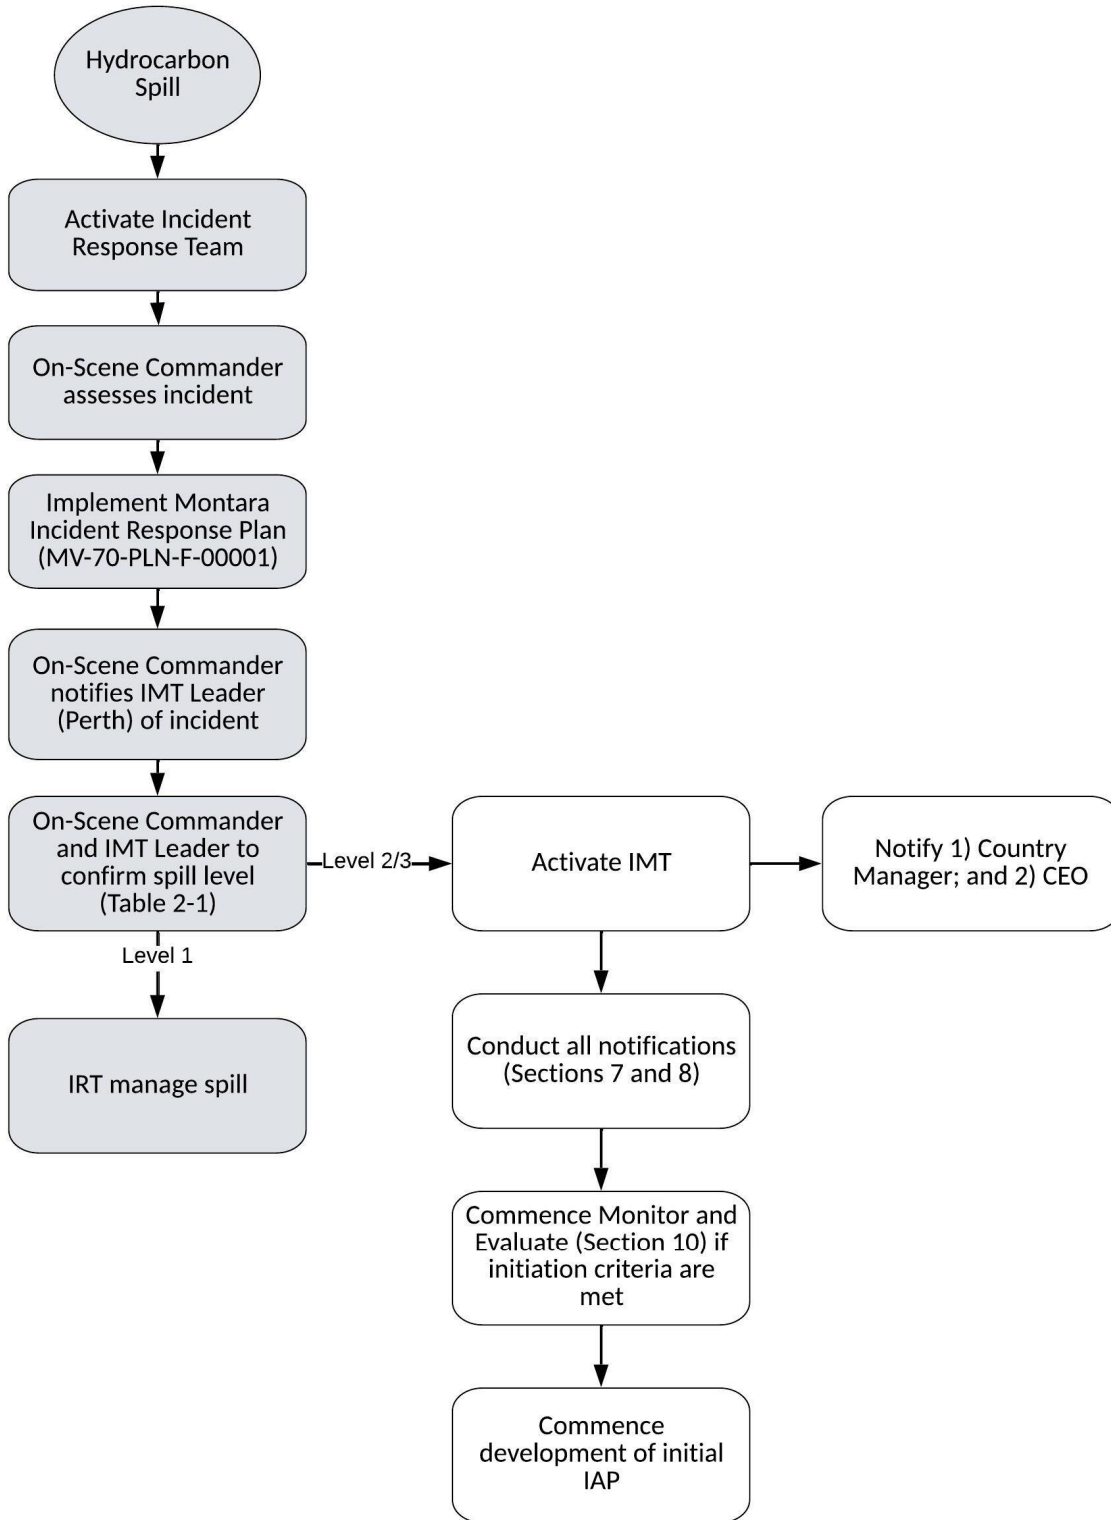 Hydrocarbon
Spill
Activate Incident
Response Team
On-Scene Commander
assesses incident
Implement Montara
Incident Response Plan
(MV-70-PLN-F-00001)
On-Scene Commander
notifies IMT Leader
(Perth) of incident
On-Scene Commander
and IMT Leader to
confirm spill level
(Table 2-1)
Level 2/3
Activate IMT
Notify 1) Country
Manager; and 2) CEO
Level 1
IRT manage spill
Conduct all notifications
(Sections 7 and 8)
Commence Monitor and
Evaluate (Section 10) if
initiation criteria are
met
Commence
development of initial
IAP